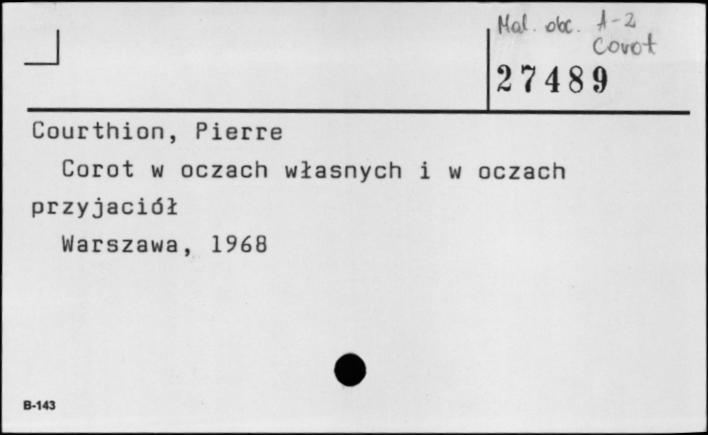 Mal. obc. A-2
Corot
27489
Courthion, Pierre
Corot w oczach własnych i w oczach
przyjaciół
Warszawa, 1968
B-143